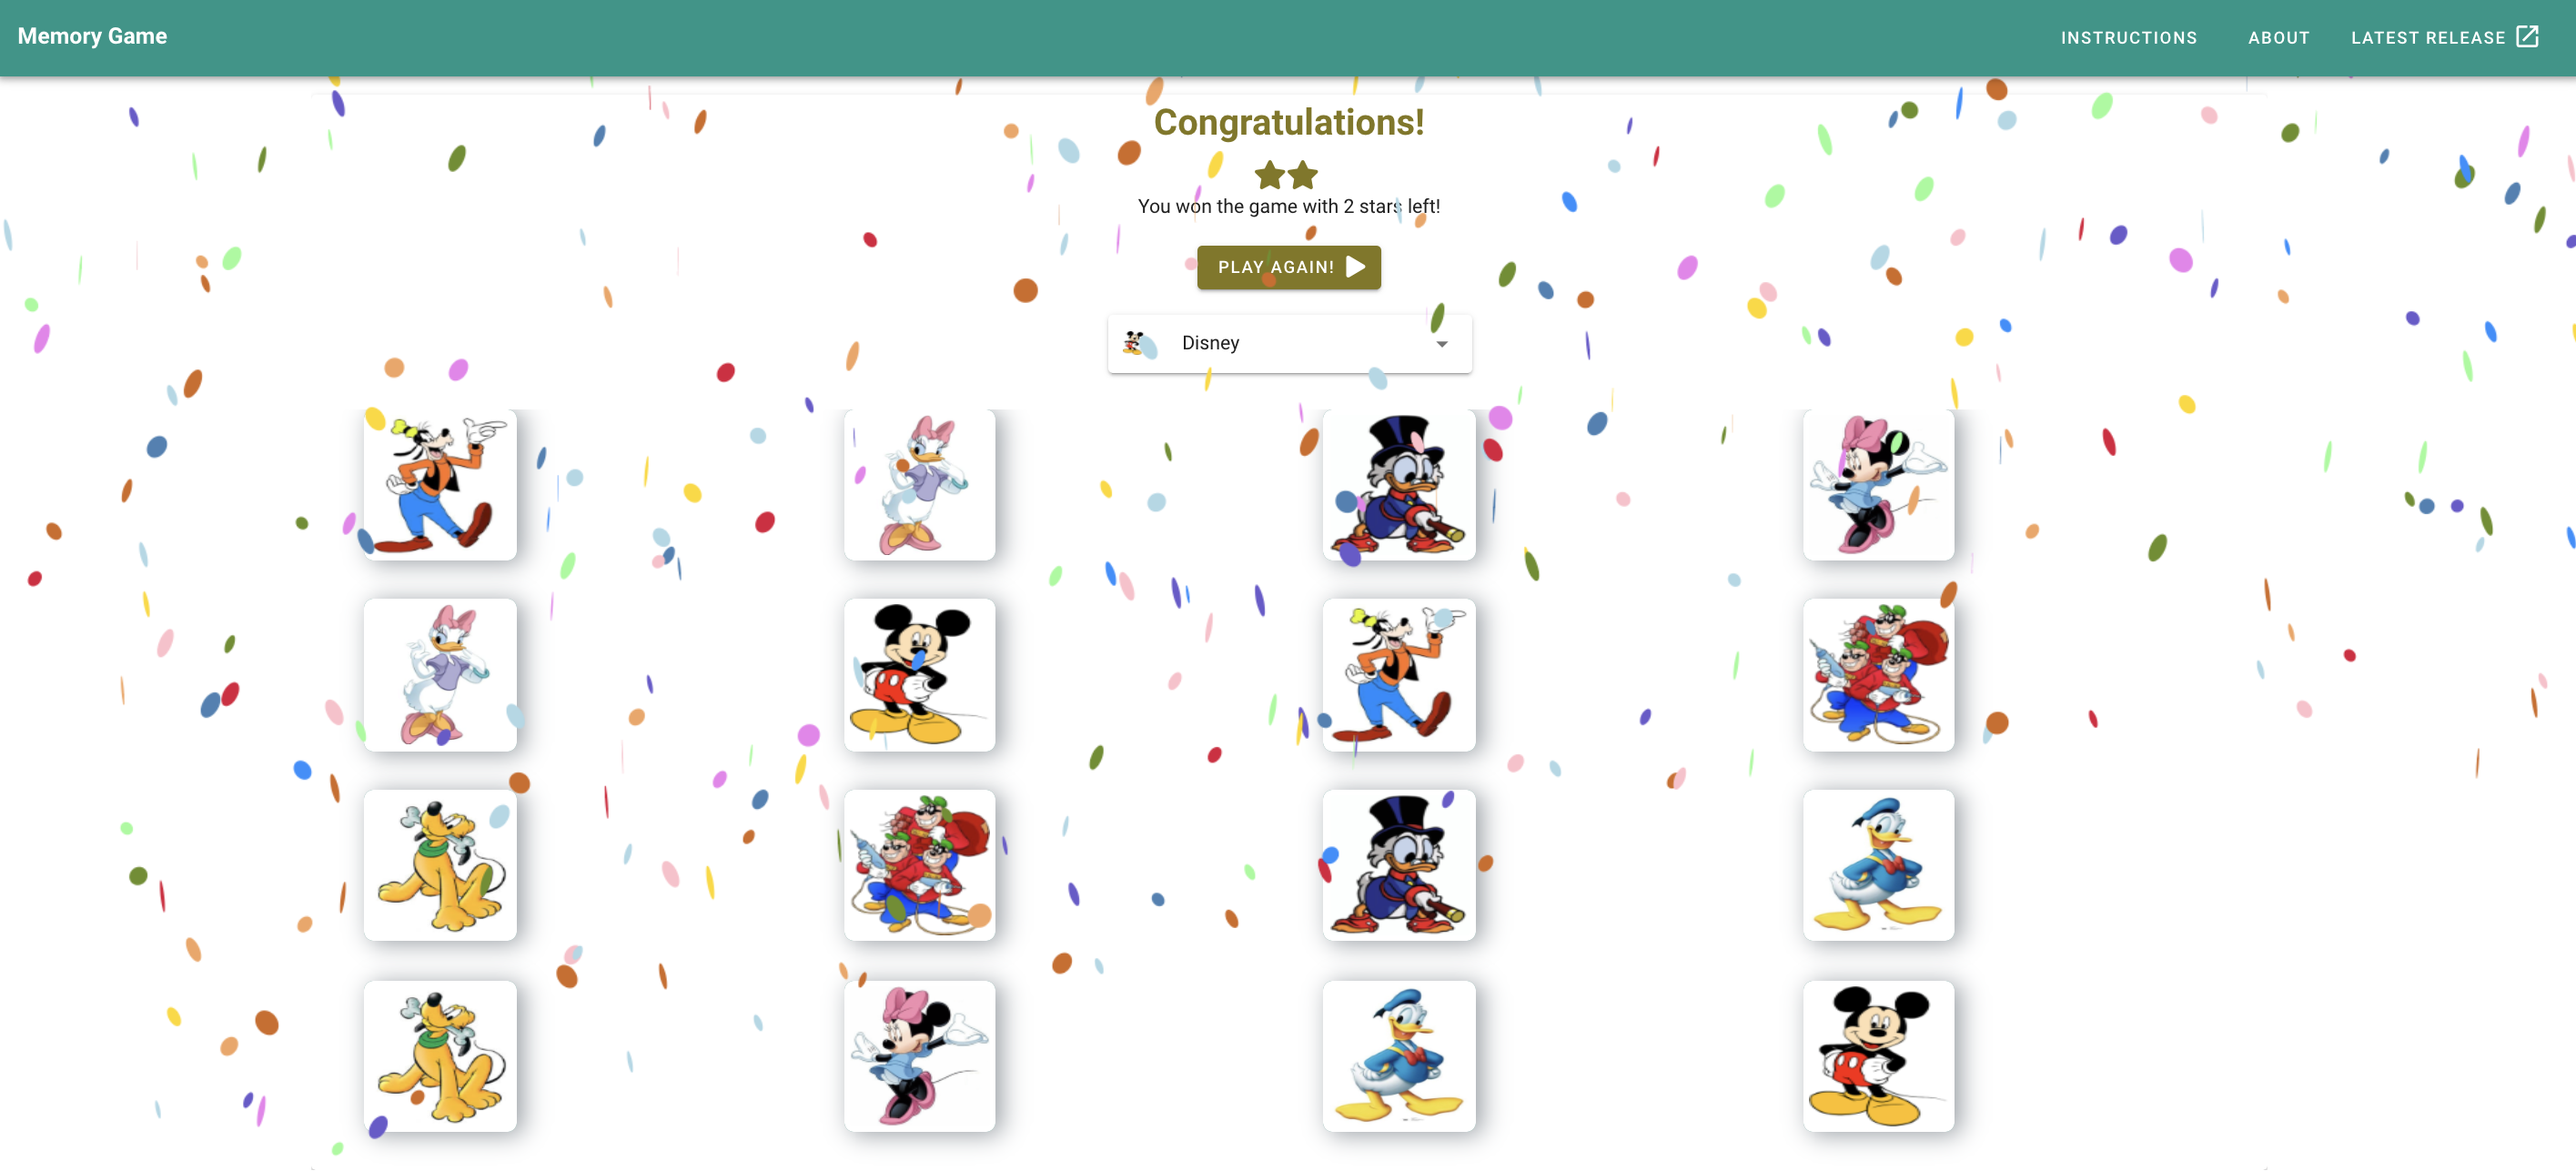 Memory Game
INSTRUCTIONS
ABOUT
LATEST RELEASE
Congratulations!
You won the game with 2 stars left!
PLAY AGAIN!
Disney